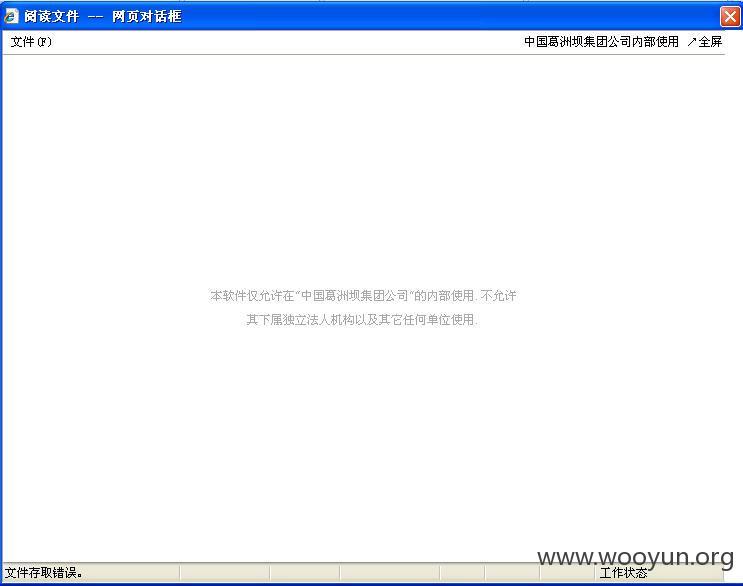 阅读文件 -- 网页对话框
文件(F) 中国葛洲坝集团公司内部使用 ↗全屏
本软件仅允许在"中国葛洲坝集团公司"的内部使用.不允许
其下属独立法人机构以及其它任何单位使用.
www.wooyun.org
文件存取错误。 工作状态